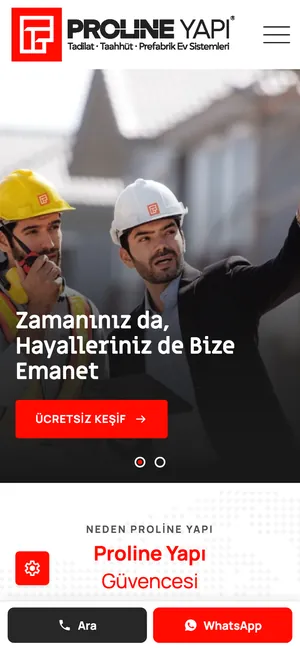 PROLINE YAPI®
Tadilat • Taahhüt • Prefabrik Ev Sistemleri
Zamanınız da,
Hayalleriniz de Bize
Emanet
ÜCRETSİZ KEŞİF →
NEDEN PROLİNE YAPI
Proline Yapı
Güvencesi
Ara
WhatsApp